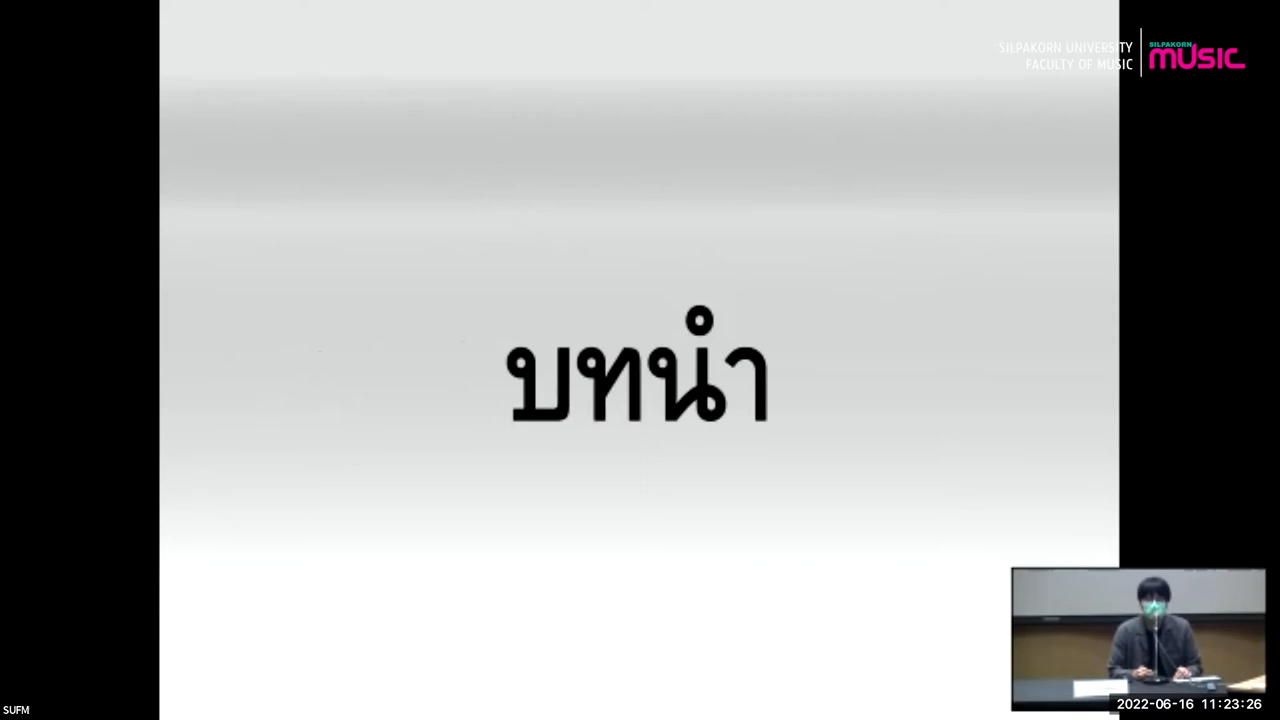 SILPAKORN UNIVERSITY
FACULTY OF MUSIC
SILPAKORN
MUSIC
บทนำ
2022-06-16 11:23:26
SUFM